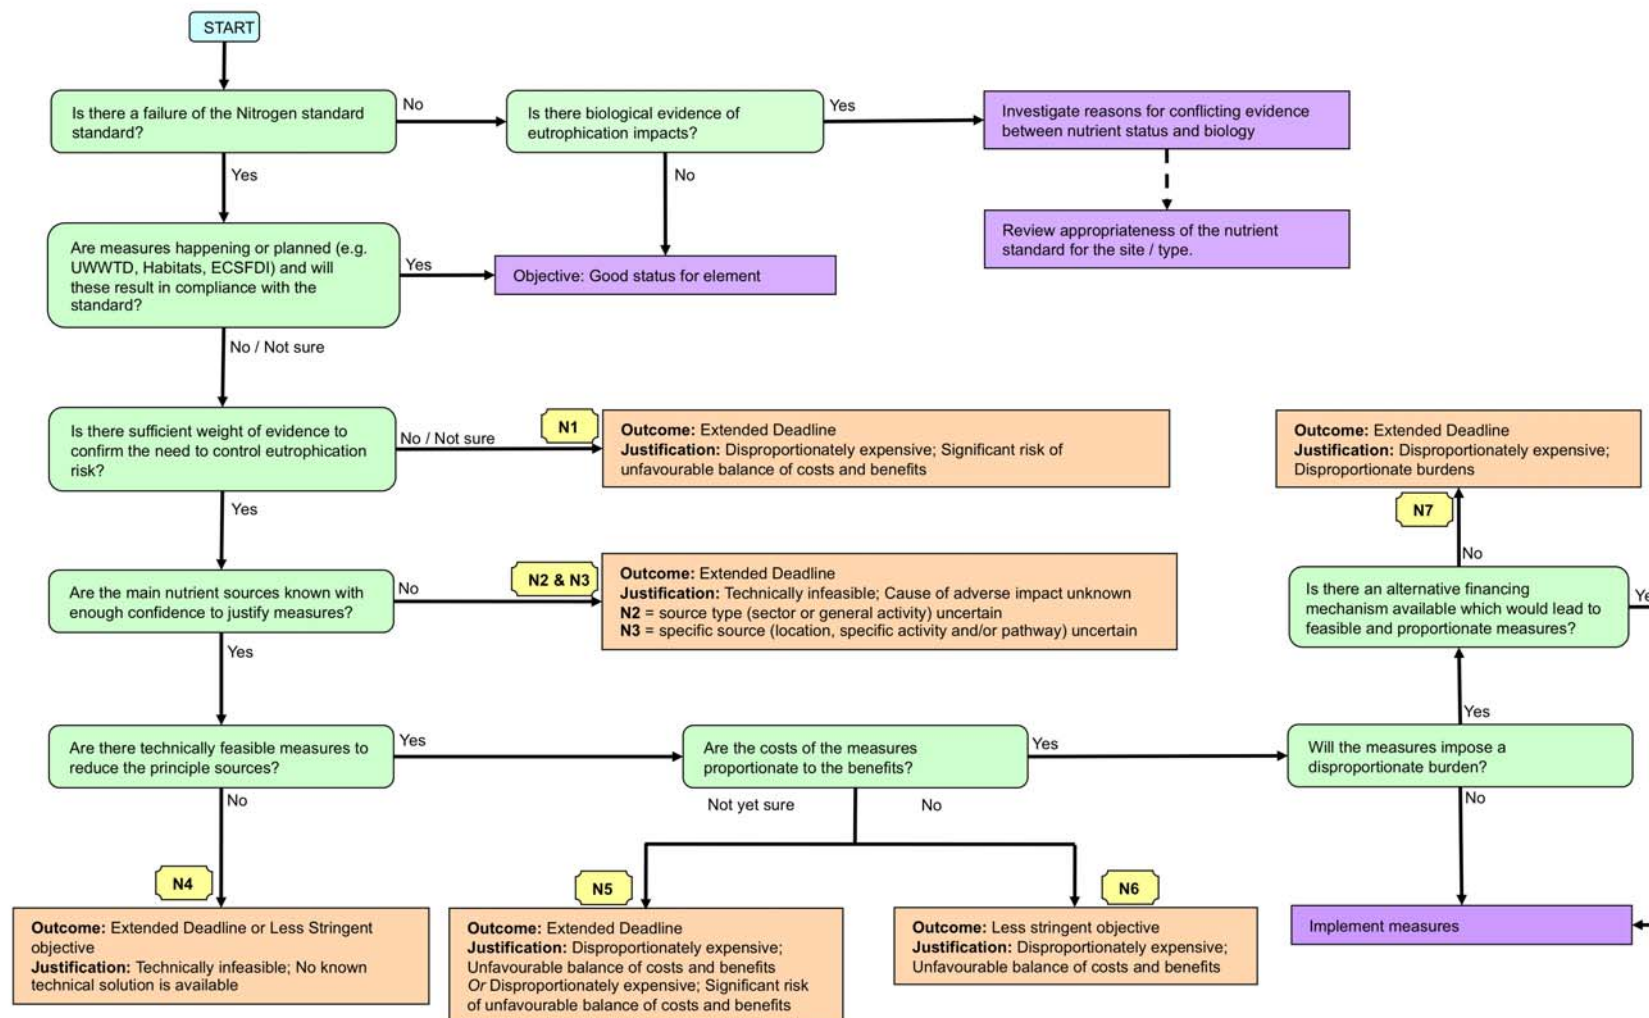 START
Is there a failure of the Nitrogen standard
standard?
No
Is there biological evidence of
eutrophication impacts?
Yes
Investigate reasons for conflicting evidence
between nutrient status and biology
Yes
No
Review appropriateness of the nutrient
standard for the site / type.
Are measures happening or planned (e.g.
UWWTD, Habitats, ECSFDI) and will
these result in compliance with the
standard?
Yes
Objective: Good status for element
No / Not sure
Is there sufficient weight of evidence to
confirm the need to control eutrophication
risk?
No / Not sure
N1
Outcome: Extended Deadline
Justification: Disproportionately expensive; Significant risk of
unfavourable balance of costs and benefits
Outcome: Extended Deadline
Justification: Disproportionately expensive;
Disproportionate burdens
N7
No
Yes
Are the main nutrient sources known with
enough confidence to justify measures?
No
N2 & N3
Outcome: Extended Deadline
Justification: Technically infeasible; Cause of adverse impact unknown
N2 = source type (sector or general activity) uncertain
N3 = specific source (location, specific activity and/or pathway) uncertain
Is there an alternative financing
mechanism available which would lead to
feasible and proportionate measures?
Ye
Yes
Yes
Are there technically feasible measures to
reduce the principle sources?
Yes
Are the costs of the measures
proportionate to the benefits?
Yes
Will the measures impose a
disproportionate burden?
No
Not yet sure
No
No
N4
Outcome: Extended Deadline or Less Stringent
objective
Justification: Technically infeasible; No known
technical solution is available
N5
Outcome: Extended Deadline
Justification: Disproportionately expensive;
Unfavourable balance of costs and benefits
Or Disproportionately expensive; Significant risk
of unfavourable balance of costs and benefits
N6
Outcome: Less stringent objective
Justification: Disproportionately expensive;
Unfavourable balance of costs and benefits
Implement measures